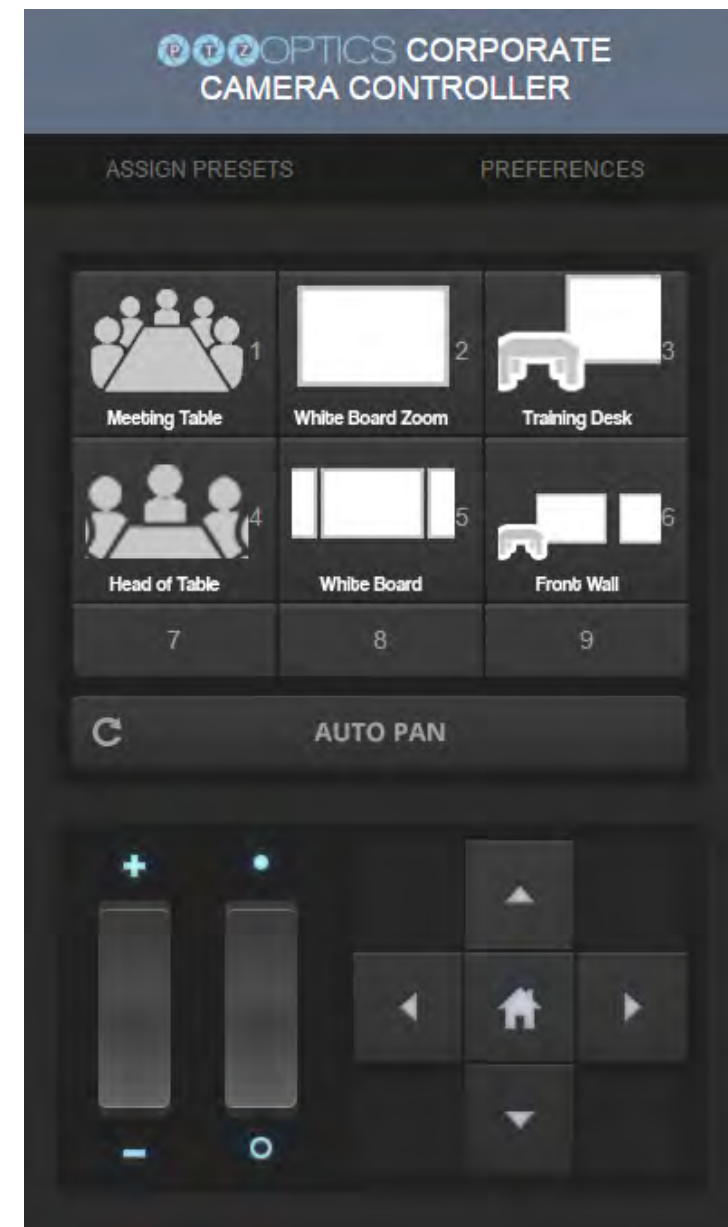 PTZOPTICS CORPORATE
CAMERA CONTROLLER
ASSIGN PRESETS PREFERENCES
1 2 3
Meeting Table White Board Zoom Training Desk
4 5 6
Head of Table White Board Front Wall
7 8 9
AUTO PAN